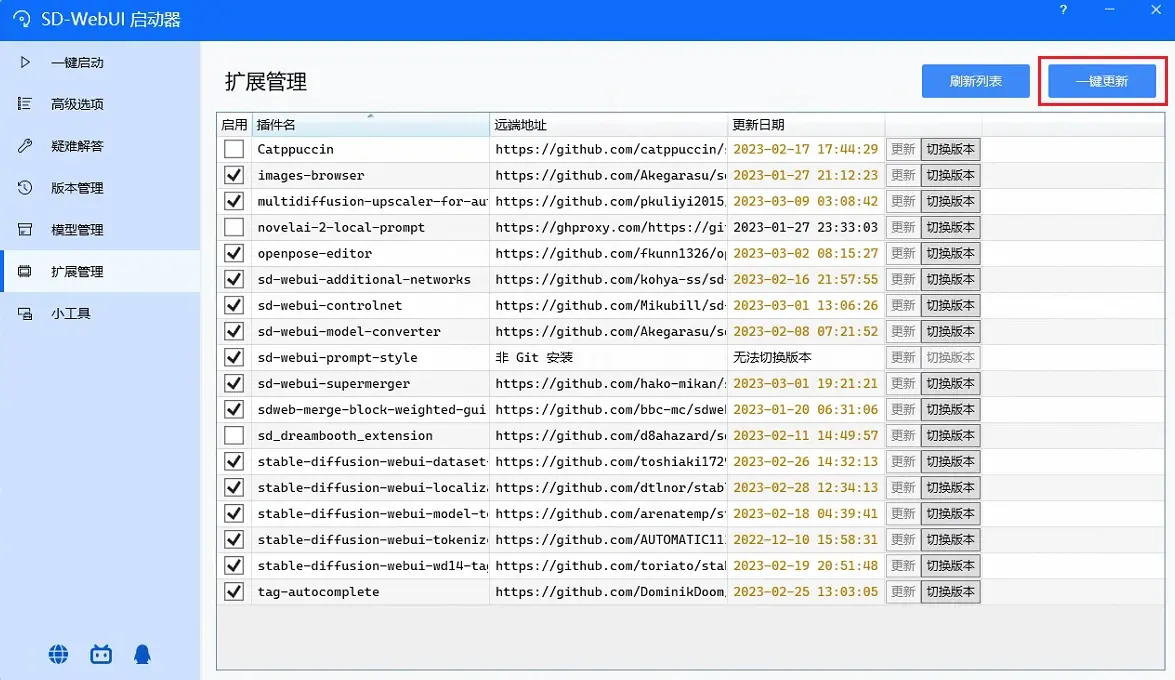 SD-WebUI 启动器
? 
一键启动
高级选项
疑难解答
版本管理
模型管理
扩展管理
小工具
扩展管理 刷新列表 一键更新
启用 插件名 远端地址 更新日期
Catppuccin https://github.com/catppuccin/ 2023-02-17 17:44:29 更新 切换版本
images-browser https://github.com/Akegarasu/s 2023-01-27 21:12:23 更新 切换版本
multidiffusion-upscaler-for-au https://github.com/pkuliyi2015 2023-03-09 03:08:42 更新 切换版本
novelai-2-local-prompt https://ghproxy.com/https://gi 2023-01-27 23:33:03 更新 切换版本
openpose-editor https://github.com/fkunn1326/o 2023-03-02 08:15:27 更新 切换版本
sd-webui-additional-networks https://github.com/kohya-ss/sd 2023-02-16 21:57:55 更新 切换版本
sd-webui-controlnet https://github.com/Mikubill/sd 2023-03-01 13:06:26 更新 切换版本
sd-webui-model-converter https://github.com/Akegarasu/s 2023-02-08 07:21:52 更新 切换版本
sd-webui-prompt-style 非 Git 安装 无法切换版本 更新 切换版本
sd-webui-supermerger https://github.com/hako-mikan/ 2023-03-01 19:21:21 更新 切换版本
sdweb-merge-block-weighted-gui https://github.com/bbc-mc/sdwe 2023-01-20 06:31:06 更新 切换版本
sd_dreambooth_extension https://github.com/d8ahazard/s 2023-02-11 14:49:57 更新 切换版本
stable-diffusion-webui-dataset- https://github.com/toshiaki172 2023-02-26 14:32:13 更新 切换版本
stable-diffusion-webui-localiz https://github.com/dtlnor/stab 2023-02-28 12:34:13 更新 切换版本
stable-diffusion-webui-model-t https://github.com/arenatemp/s 2023-02-18 04:39:41 更新 切换版本
stable-diffusion-webui-tokeniz https://github.com/AUTOMATIC11 2022-12-10 15:58:31 更新 切换版本
stable-diffusion-webui-wd14-ta https://github.com/toriato/sta 2023-02-19 20:51:48 更新 切换版本
tag-autocomplete https://github.com/DominikDoom 2023-02-25 13:03:05 更新 切换版本